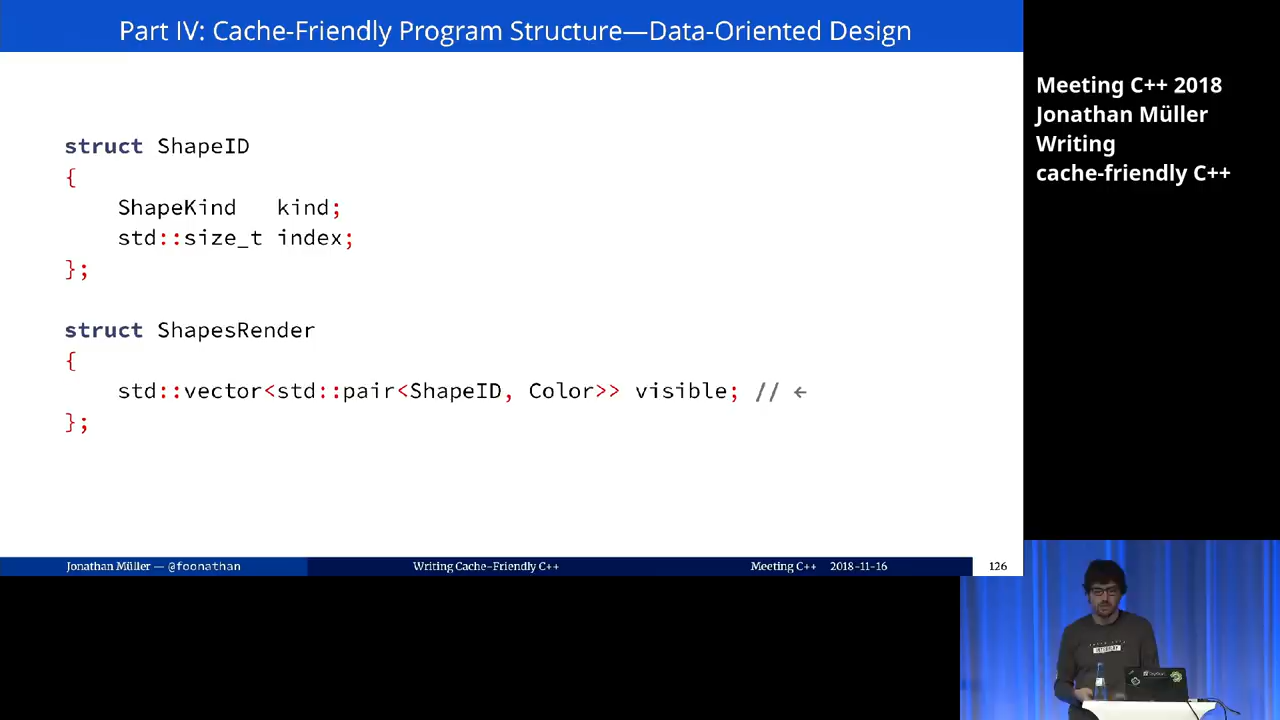 Part IV: Cache-Friendly Program Structure—Data-Oriented Design
struct ShapeID
{
    ShapeKind   kind;
    std::size_t index;
};
struct ShapesRender
{
    std::vector<std::pair<ShapeID, Color>> visible; // ←
};
Jonathan Müller — @foonathan
Writing Cache-Friendly C++
Meeting C++ 2018-11-16
126
Meeting C++ 2018
Jonathan Müller
Writing
cache-friendly C++